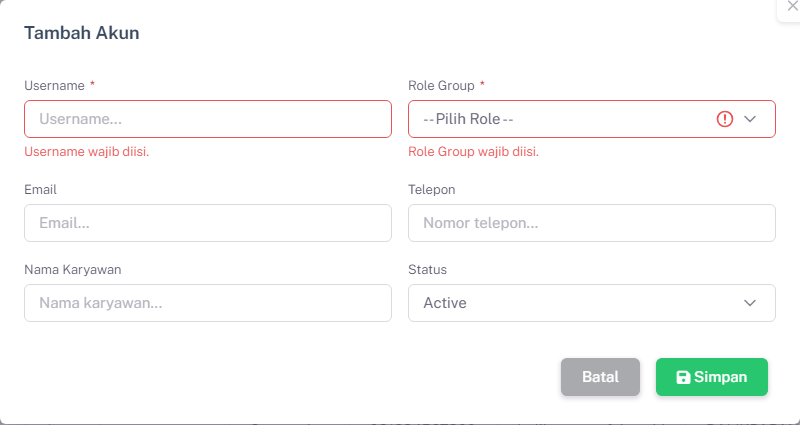 Tambah Akun
Username *
Role Group *
Username...
-- Pilih Role --
Username wajib diisi.
Role Group wajib diisi.
Email
Telepon
Email...
Nomor telepon...
Nama Karyawan
Status
Nama karyawan...
Active
Batal
Simpan